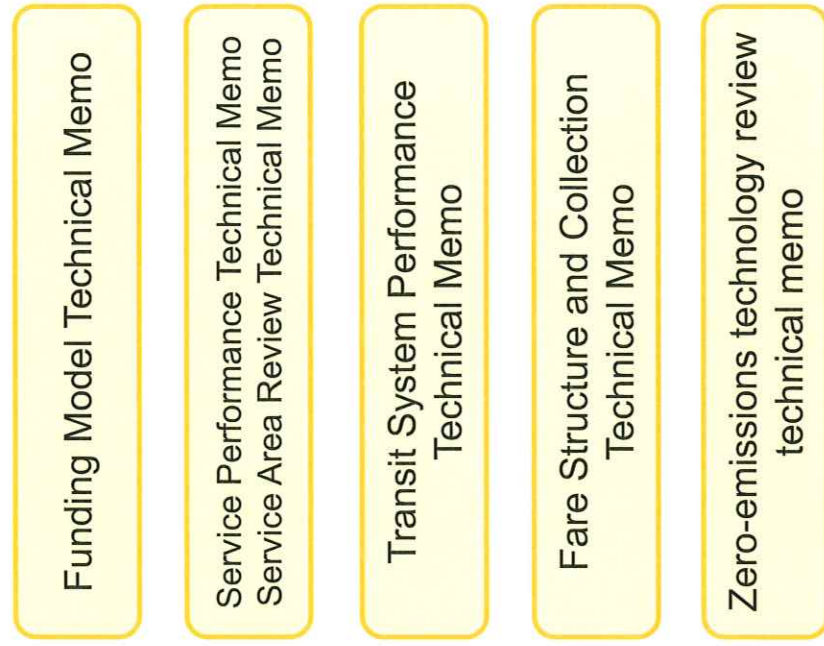 Funding Model Technical Memo
Service Performance Technical Memo
Service Area Review Technical Memo
Transit System Performance
Technical Memo
Fare Structure and Collection
Technical Memo
Zero-emissions technology review
technical memo